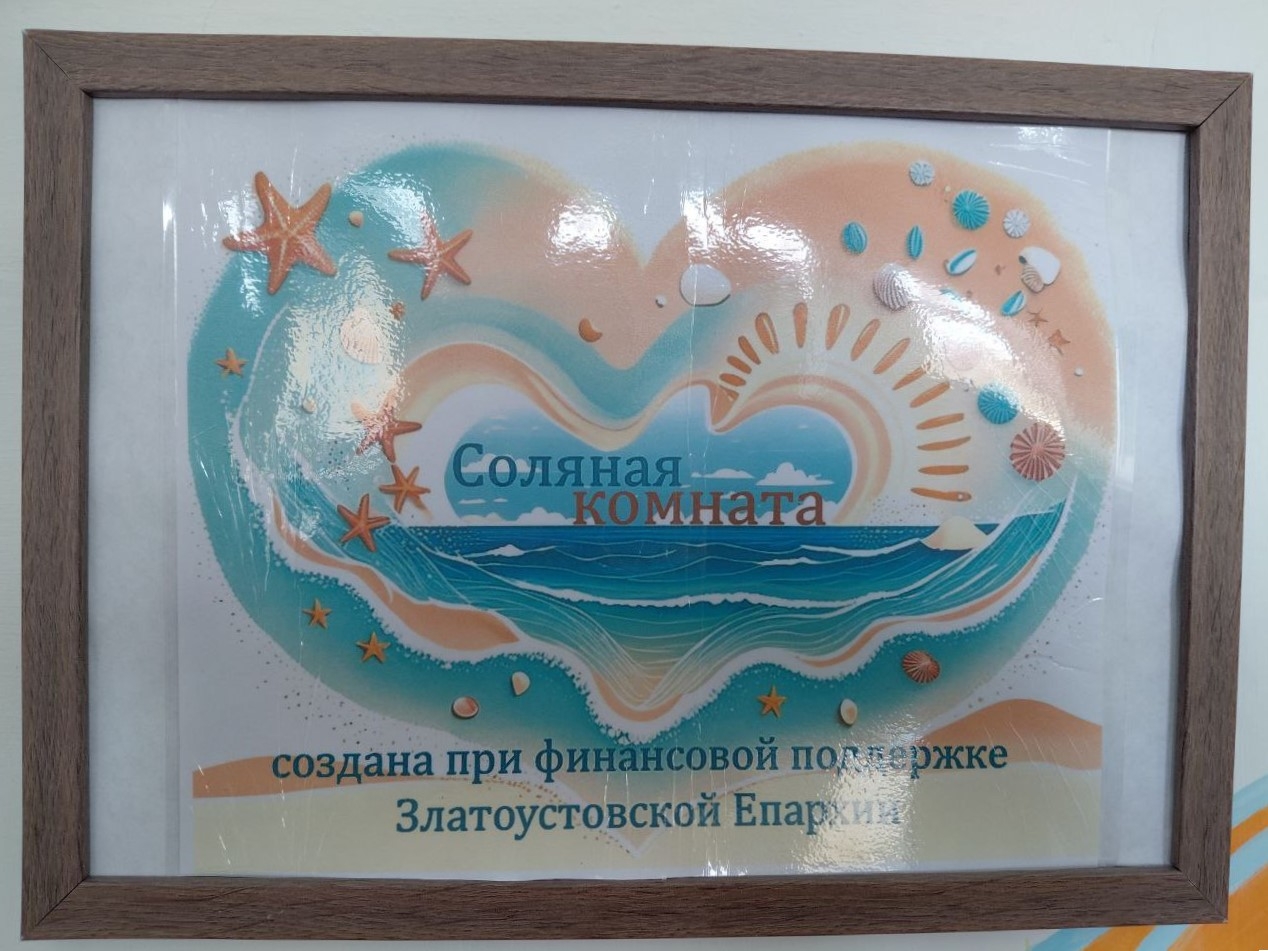 Соляная
комната
создана при финансовой поддержке
Златоустовской Епархии